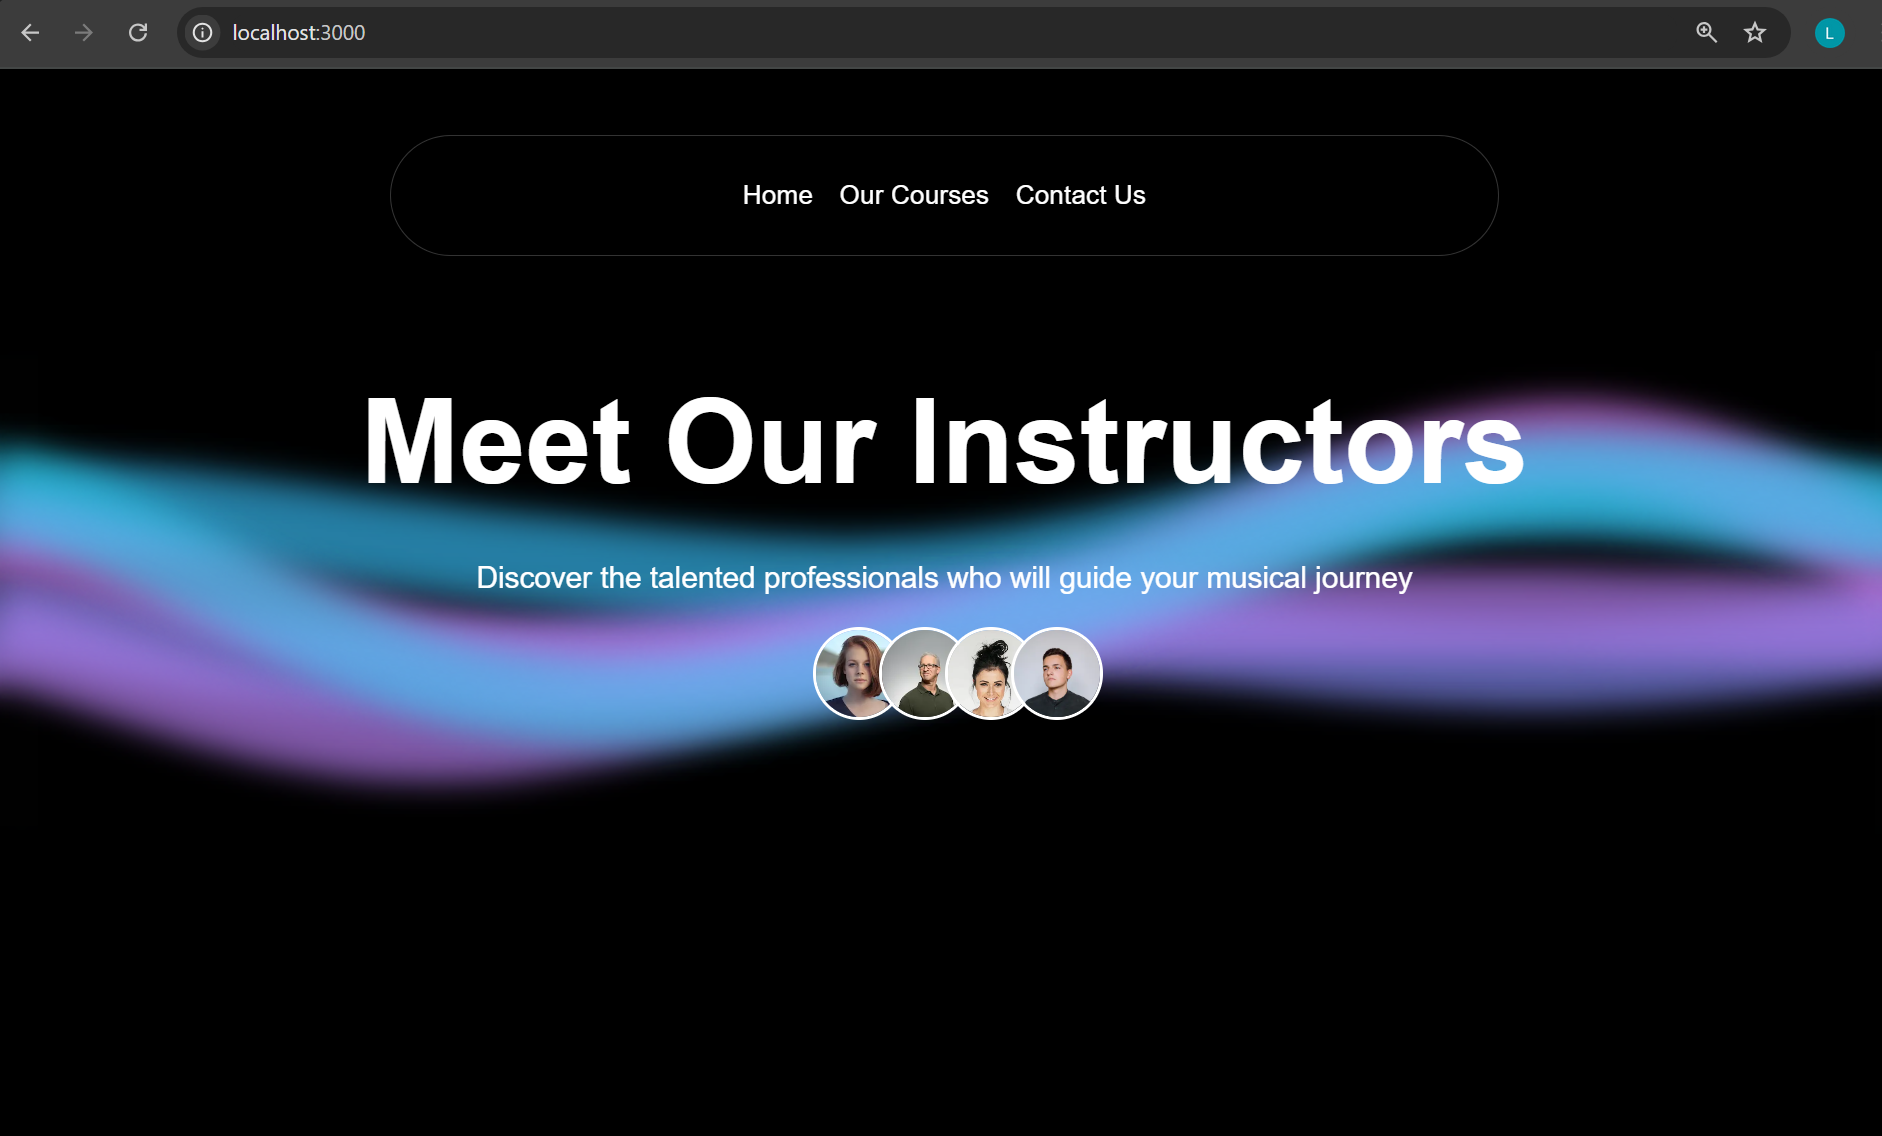 localhost:3000
L
Home Our Courses Contact Us
Meet Our Instructors
Discover the talented professionals who will guide your musical journey